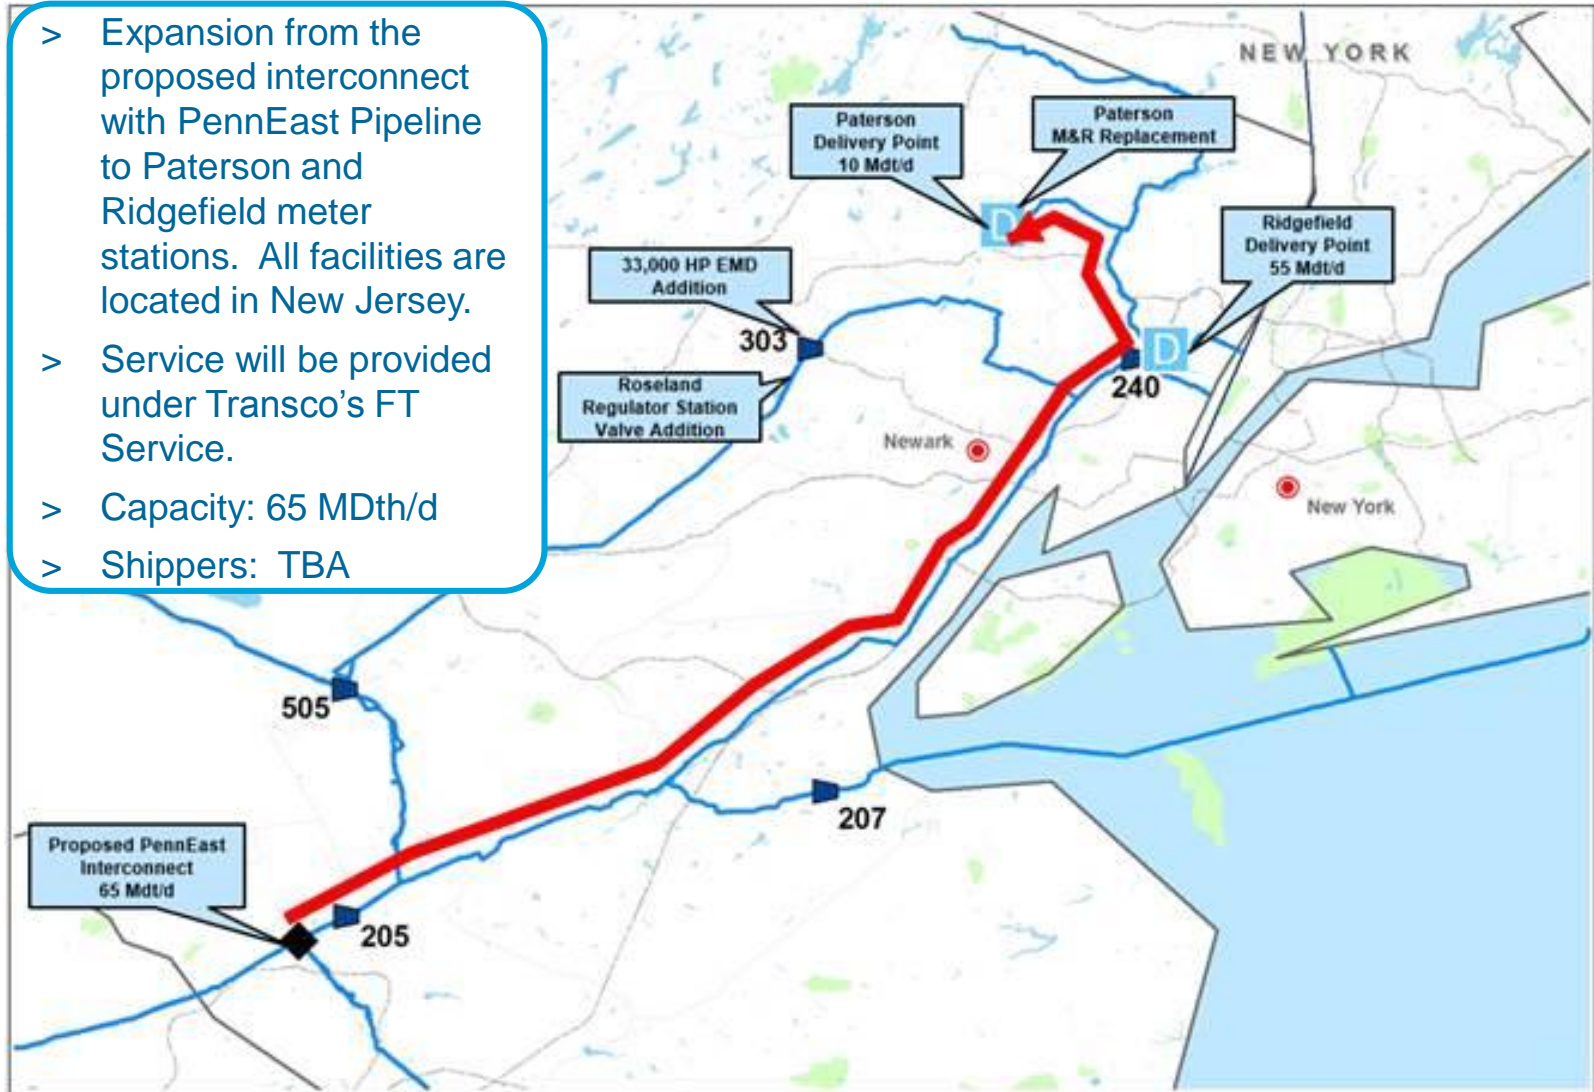 > Expansion from the
proposed interconnect
with PennEast Pipeline
to Paterson and
Ridgefield meter
stations.  All facilities are
located in New Jersey.
> Service will be provided
under Transco's FT
Service.
> Capacity: 65 MDth/d
> Shippers:  TBA
NEW YORK
Paterson
Delivery Point
10 Mdt/d
Paterson
M&R Replacement
D
Ridgefield
Delivery Point
55 Mdt/d
33,000 HP EMD
Addition
303
D
240
Roseland
Regulator Station
Valve Addition
Newark
New York
505
207
Proposed PennEast
Interconnect
65 Mdt/d
205